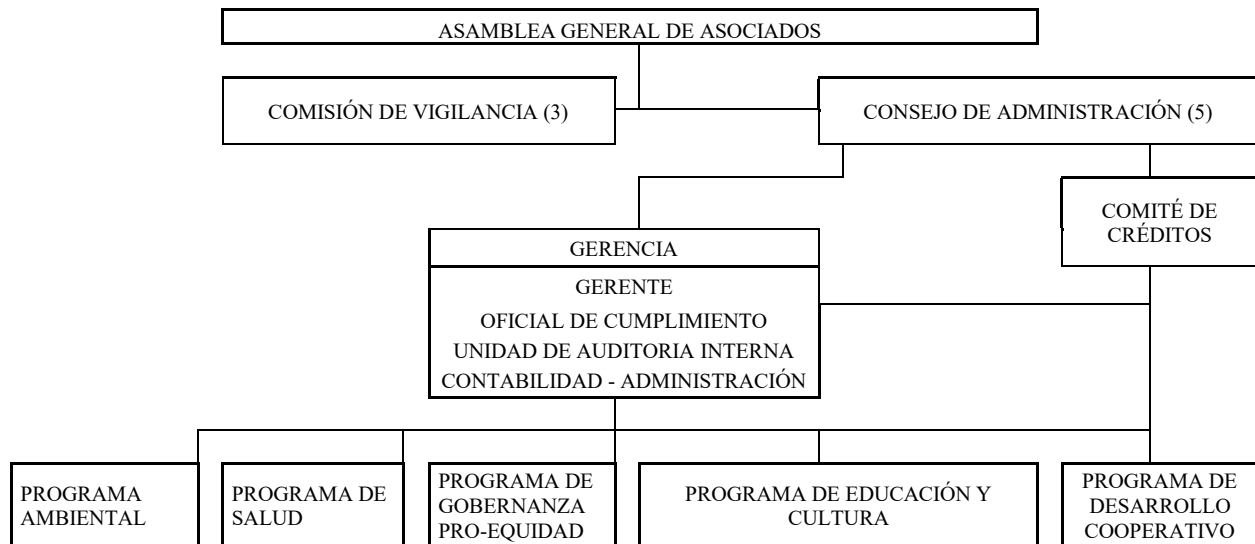 ASAMBLEA GENERAL DE ASOCIADOS
COMISIÓN DE VIGILANCIA (3)
CONSEJO DE ADMINISTRACIÓN (5)
COMITÉ DE
CRÉDITOS
GERENCIA
GERENTE
OFICIAL DE CUMPLIMIENTO
UNIDAD DE AUDITORIA INTERNA
CONTABILIDAD - ADMINISTRACIÓN
PROGRAMA
AMBIENTAL
PROGRAMA DE
SALUD
PROGRAMA DE
GOBERNANZA
PRO-EQUIDAD
PROGRAMA DE EDUCACIÓN Y
CULTURA
PROGRAMA DE
DESARROLLO
COOPERATIVO